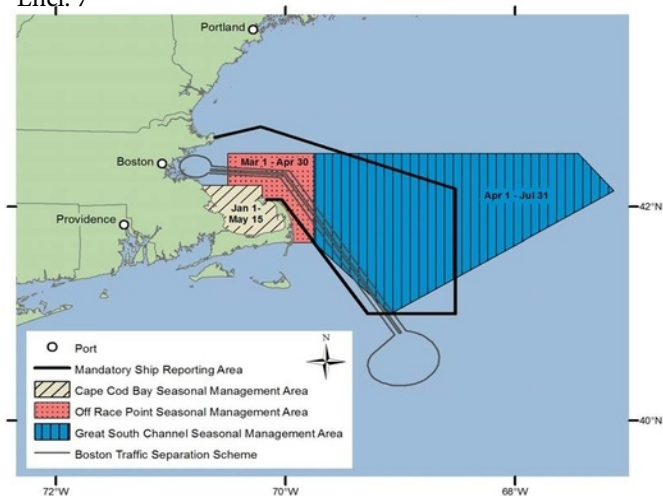 Encl. 7
Portland
Boston
Mar 1 - Apr 30
Apr 1 - Jul 31
Jan 1-
May 15
42°W
Providence
N
Port
Mandatory Ship Reporting Area
Cape Cod Bay Seasonal Management Area
Off Race Point Seasonal Management Area
Great South Channel Seasonal Management Area
Boston Traffic Separation Scheme
40°W
72°W
70°W
68°W